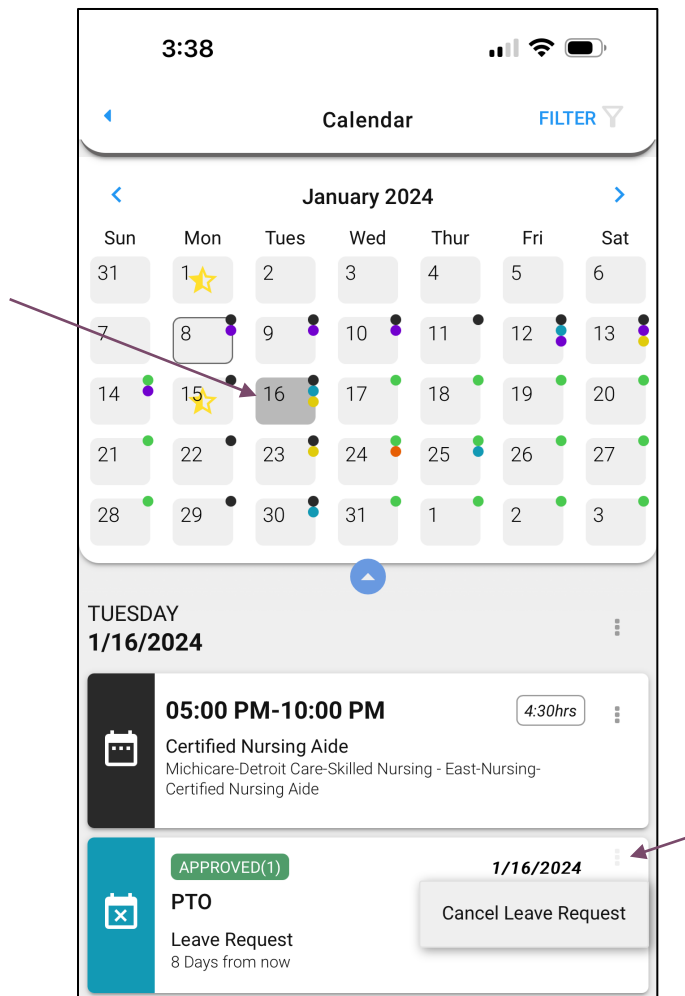 3:38
Calendar FILTER
January 2024
Sun Mon Tues Wed Thur Fri Sat
31 1 2 3 4 5 6
7 8 9 10 11 12 13
14 15 16 17 18 19 20
21 22 23 24 25 26 27
28 29 30 31 1 2 3
TUESDAY
1/16/2024
05:00 PM-10:00 PM 4:30hrs
Certified Nursing Aide
Michicare-Detroit Care-Skilled Nursing - East-Nursing-
Certified Nursing Aide
APPROVED(1) 1/16/2024
PTO
Cancel Leave Request
Leave Request
8 Days from now